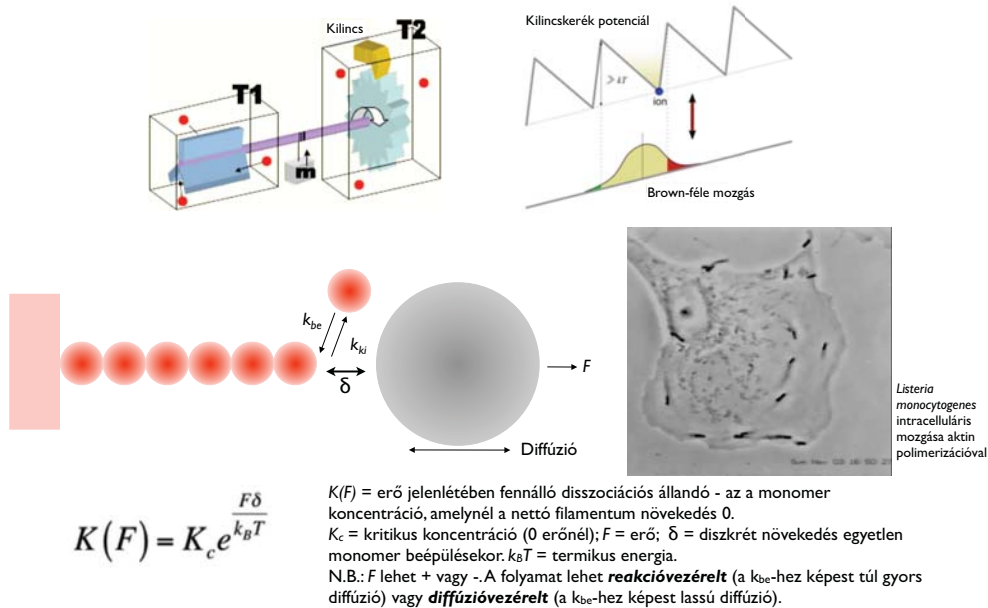 Kilincs
T1
T2
m
Kilincskerék potenciál
> kT
ion
Brown-féle mozgás
k_be
k_ki
δ
F
Diffúzió
Listeria
monocytogenes
intracelluláris
mozgása aktin
polimerizációval
K(F) = K_c e^{Fδ/k_BT}
K(F) = erő jelenlétében fennálló disszociációs állandó - az a monomer
koncentráció, amelynél a nettó filamentum növekedés 0.
K_c = kritikus koncentráció (0 erőnél); F = erő; δ = diszkrét növekedés egyetlen
monomer beépülésekor. k_BT = termikus energia.
N.B.: F lehet + vagy -. A folyamat lehet reakcióvezérelt (a k_be-hez képest túl gyors
diffúzió) vagy diffúzióvezérelt (a k_be-hez képest lassú diffúzió).